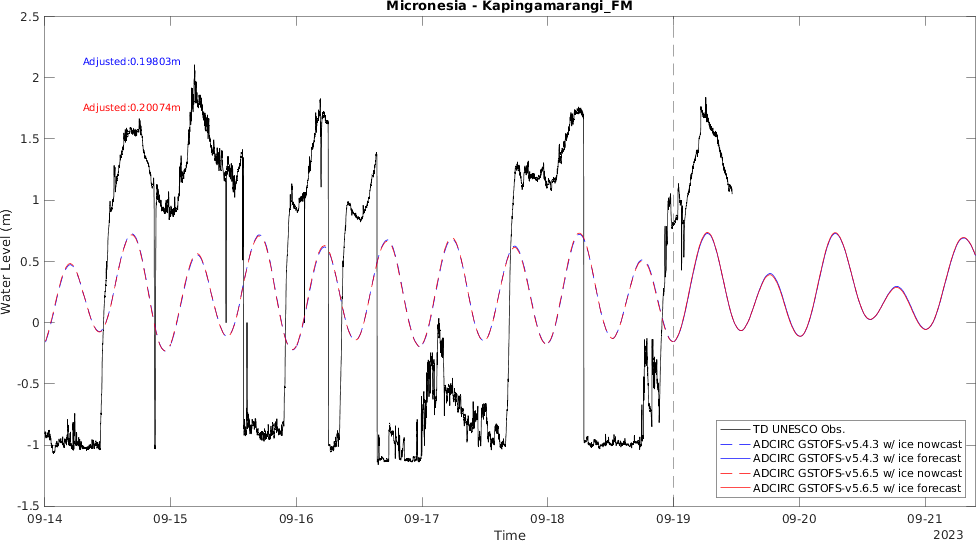 Micronesia - Kapingamarangi_FM
2.5
2
1.5
1
0.5
0
-0.5
-1
-1.5
Water Level (m)
Adjusted:0.19803m
Adjusted:0.20074m
TD UNESCO Obs.
ADCIRC GSTOFS-v5.4.3 w/ ice nowcast
ADCIRC GSTOFS-v5.4.3 w/ ice forecast
ADCIRC GSTOFS-v5.6.5 w/ ice nowcast
ADCIRC GSTOFS-v5.6.5 w/ ice forecast
09-14 09-15 09-16 09-17 09-18 09-19 09-20 09-21
Time
2023